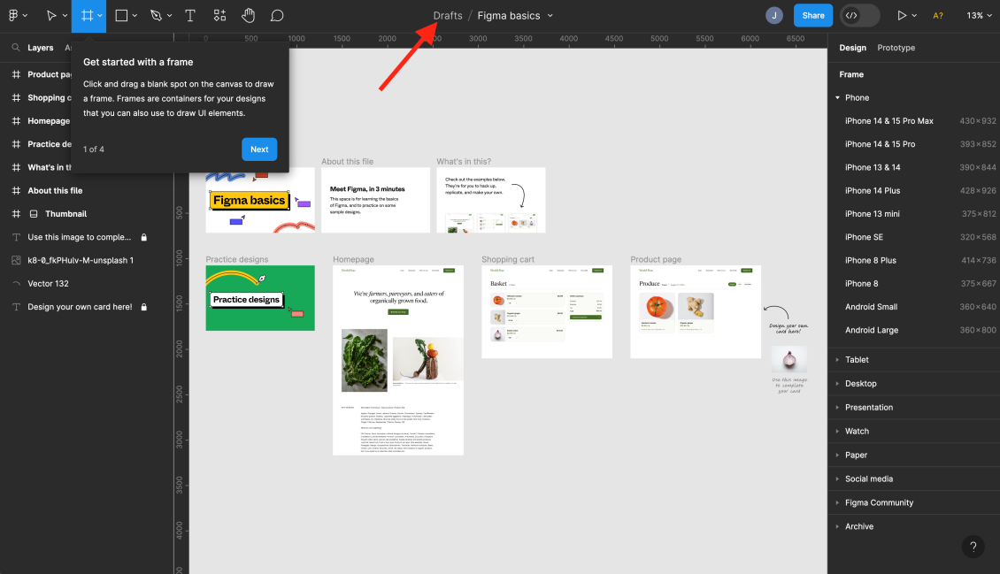 Drafts / Figma basics
J
Share
A?
13%
Layers
As
Get started with a frame
Click and drag a blank spot on the canvas to draw
a frame. Frames are containers for your designs
that you can also use to draw UI elements.
1 of 4
Next
Product pa
Shopping c
Homepage
Practice de
What's in th
About this file
Thumbnail
Use this image to comple...
k8-0_fkPHulv-M-unsplash 1
Vector 132
Design your own card here!
0 500 1000 1500 2000 2500 3000 3500 4000 4500 5000 5500 6000 6500
500
1000
1500
2000
2500
3000
3500
4000
About this file
What's in this?
Figma basics
Meet Figma, in 3 minutes
This space is for learning the basics
of Figma, and to practice on some
sample designs.
Check out the examples below.
They're for you to hack up,
replicate, and make your own.
Practice designs
Homepage
Shopping cart
Product page
Practice designs
We're farmers, purveyors, and eaters of
organically grown food.
Basket
Produce
Design your own
card here!
Use this image
to complete
your card
Design
Prototype
Frame
Phone
iPhone 14 & 15 Pro Max 430×932
iPhone 14 & 15 Pro 393×852
iPhone 13 & 14 390×844
iPhone 14 Plus 428×926
iPhone 13 mini 375×812
iPhone SE 320×568
iPhone 8 Plus 414×736
iPhone 8 375×667
Android Small 360×640
Android Large 360×800
Tablet
Desktop
Presentation
Watch
Paper
Social media
Figma Community
Archive
?